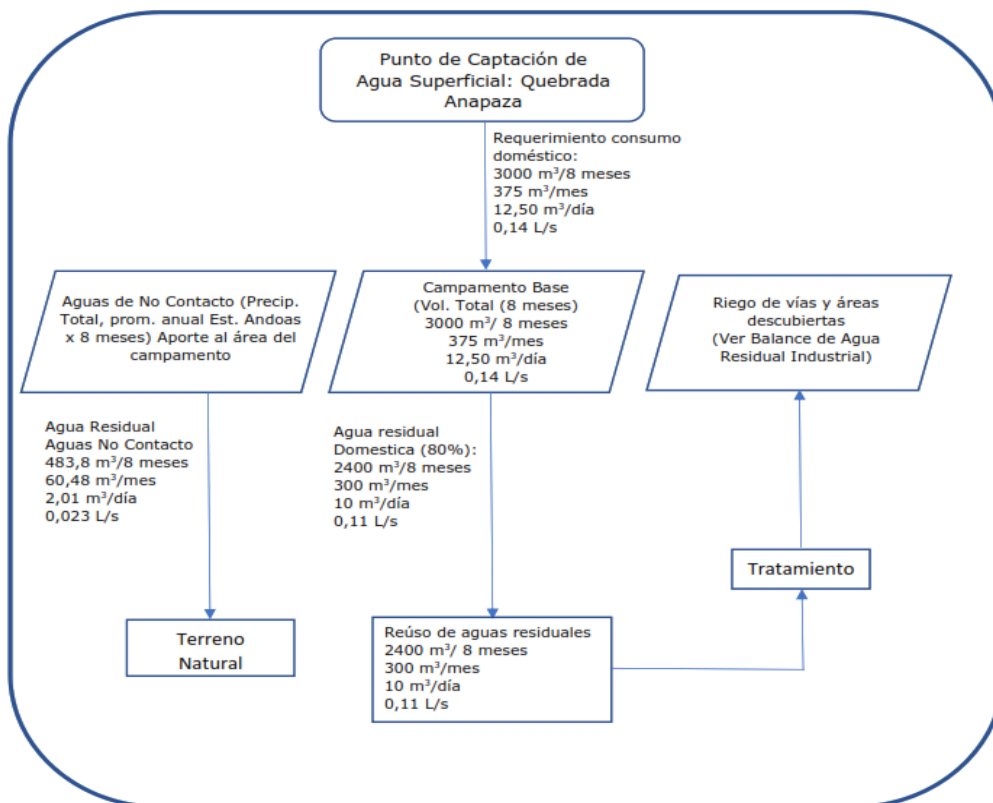 Punto de Captación de
Agua Superficial: Quebrada
Anapaza
Requerimiento consumo
doméstico:
3000 m³/8 meses
375 m³/mes
12,50 m³/día
0,14 L/s
Aguas de No Contacto (Precip.
Total, prom. anual Est. Andoas
x 8 meses) Aporte al área del
campamento
Campamento Base
(Vol. Total (8 meses)
3000 m³/ 8 meses
375 m³/mes
12,50 m³/día
0,14 L/s
Riego de vías y áreas
descubiertas
(Ver Balance de Agua
Residual Industrial)
Agua Residual
Aguas No Contacto
483,8 m³/8 meses
60,48 m³/mes
2,01 m³/día
0,023 L/s
Agua residual
Domestica (80%):
2400 m³/8 meses
300 m³/mes
10 m³/día
0,11 L/s
Tratamiento
Terreno
Natural
Reúso de aguas residuales
2400 m³/ 8 meses
300 m³/mes
10 m³/día
0,11 L/s